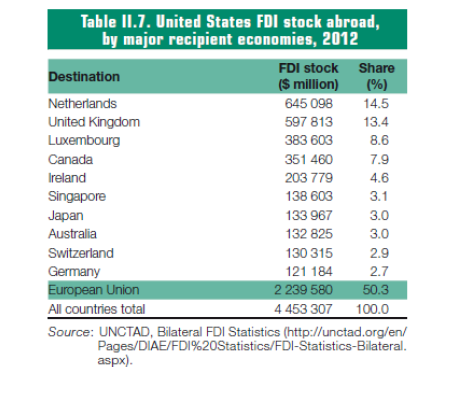 Table II.7. United States FDI stock abroad,
by major recipient economies, 2012
Destination FDI stock ($ million) Share (%)
Netherlands 645 098 14.5
United Kingdom 597 813 13.4
Luxembourg 383 603 8.6
Canada 351 460 7.9
Ireland 203 779 4.6
Singapore 138 603 3.1
Japan 133 967 3.0
Australia 132 825 3.0
Switzerland 130 315 2.9
Germany 121 184 2.7
European Union 2 239 580 50.3
All countries total 4 453 307 100.0
Source: UNCTAD, Bilateral FDI Statistics (http://unctad.org/en/
Pages/DIAE/FDI%20Statistics/FDI-Statistics-Bilateral.
aspx).